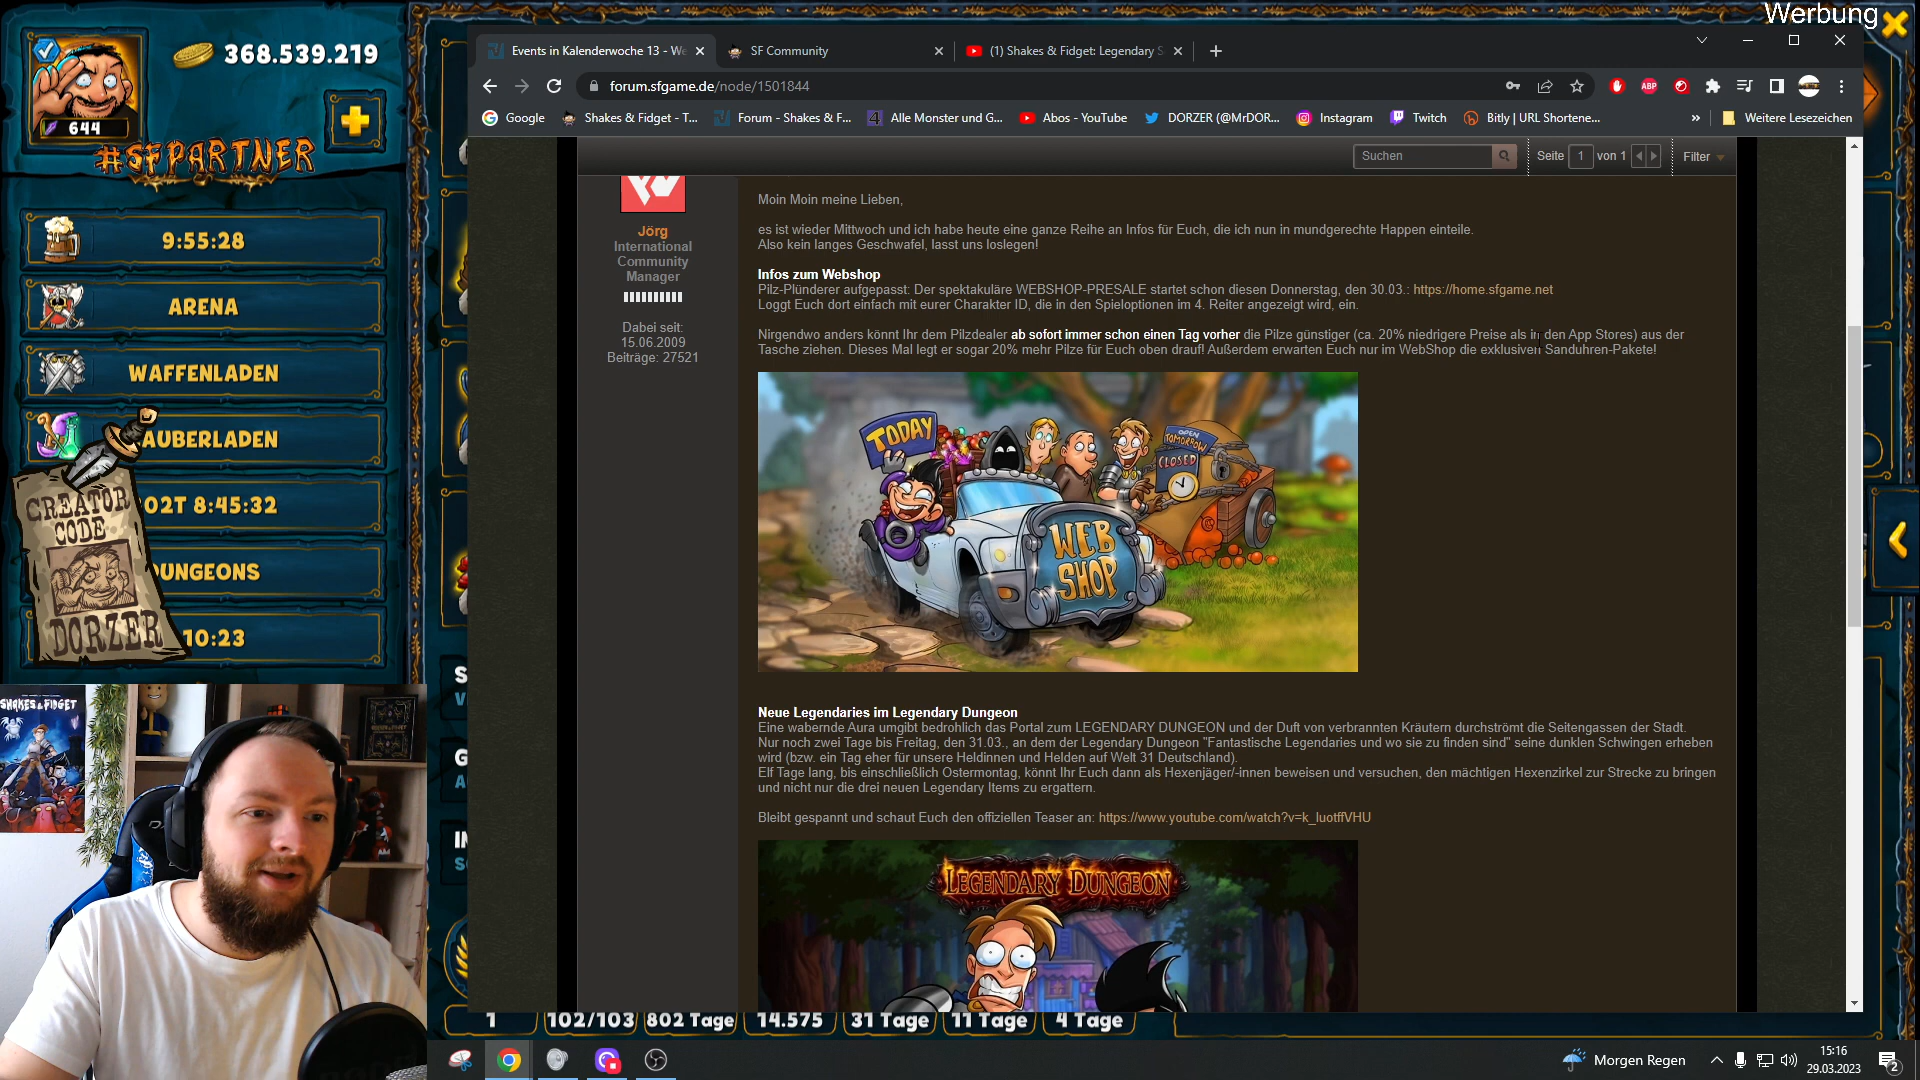 Werbung
368.539.219
644
#SFPARTNER
9:55:28
ARENA
WAFFENLADEN
AUBERLADEN
02T 8:45:32
UNGEONS
10:23
CREATOR
CODE
DORZER
SHAKES & FIDGET
Events in Kalenderwoche 13 - We
SF Community
(1) Shakes & Fidget: Legendary S
forum.sfgame.de/node/1501844
ABP
Google
Shakes & Fidget - T...
Forum - Shakes & F...
Alle Monster und G...
Abos - YouTube
DORZER (@MrDOR...
Instagram
Twitch
Bitly | URL Shortene...
»
Weitere Lesezeichen
Suchen
Seite 1 von 1
Filter
Jörg
International
Community
Manager
Dabei seit:
15.06.2009
Beiträge: 27521
Moin Moin meine Lieben,
es ist wieder Mittwoch und ich habe heute eine ganze Reihe an Infos für Euch, die ich nun in mundgerechte Happen einteile.
Also kein langes Geschwafel, lasst uns loslegen!
Infos zum Webshop
Pilz-Plünderer aufgepasst: Der spektakuläre WEBSHOP-PRESALE startet schon diesen Donnerstag, den 30.03.: https://home.sfgame.net
Loggt Euch dort einfach mit eurer Charakter ID, die in den Spieloptionen im 4. Reiter angezeigt wird, ein.
Nirgendwo anders könnt Ihr dem Pilzdealer ab sofort immer schon einen Tag vorher die Pilze günstiger (ca. 20% niedrigere Preise als in den App Stores) aus der
Tasche ziehen. Dieses Mal legt er sogar 20% mehr Pilze für Euch oben drauf! Außerdem erwarten Euch nur im WebShop die exklusiven Sanduhren-Pakete!
TODAY
OPEN
TOMORROW
CLOSED
WEB
SHOP
Neue Legendaries im Legendary Dungeon
Eine wabernde Aura umgibt bedrohlich das Portal zum LEGENDARY DUNGEON und der Duft von verbrannten Kräutern durchströmt die Seitengassen der Stadt.
Nur noch zwei Tage bis Freitag, den 31.03., an dem der Legendary Dungeon "Fantastische Legendaries und wo sie zu finden sind" seine dunklen Schwingen erheben
wird (bzw. ein Tag eher für unsere Heldinnen und Helden auf Welt 31 Deutschland).
Elf Tage lang, bis einschließlich Ostermontag, könnt Ihr Euch dann als Hexenjäger/-innen beweisen und versuchen, den mächtigen Hexenzirkel zur Strecke zu bringen
und nicht nur die drei neuen Legendary Items zu ergattern.
Bleibt gespannt und schaut Euch den offiziellen Teaser an: https://www.youtube.com/watch?v=k_luotffVHU
LEGENDARY DUNGEON
1
102/103
802 Tage
14.575
31 Tage
11 Tage
4 Tage
Morgen Regen
15:16
29.03.2023
2